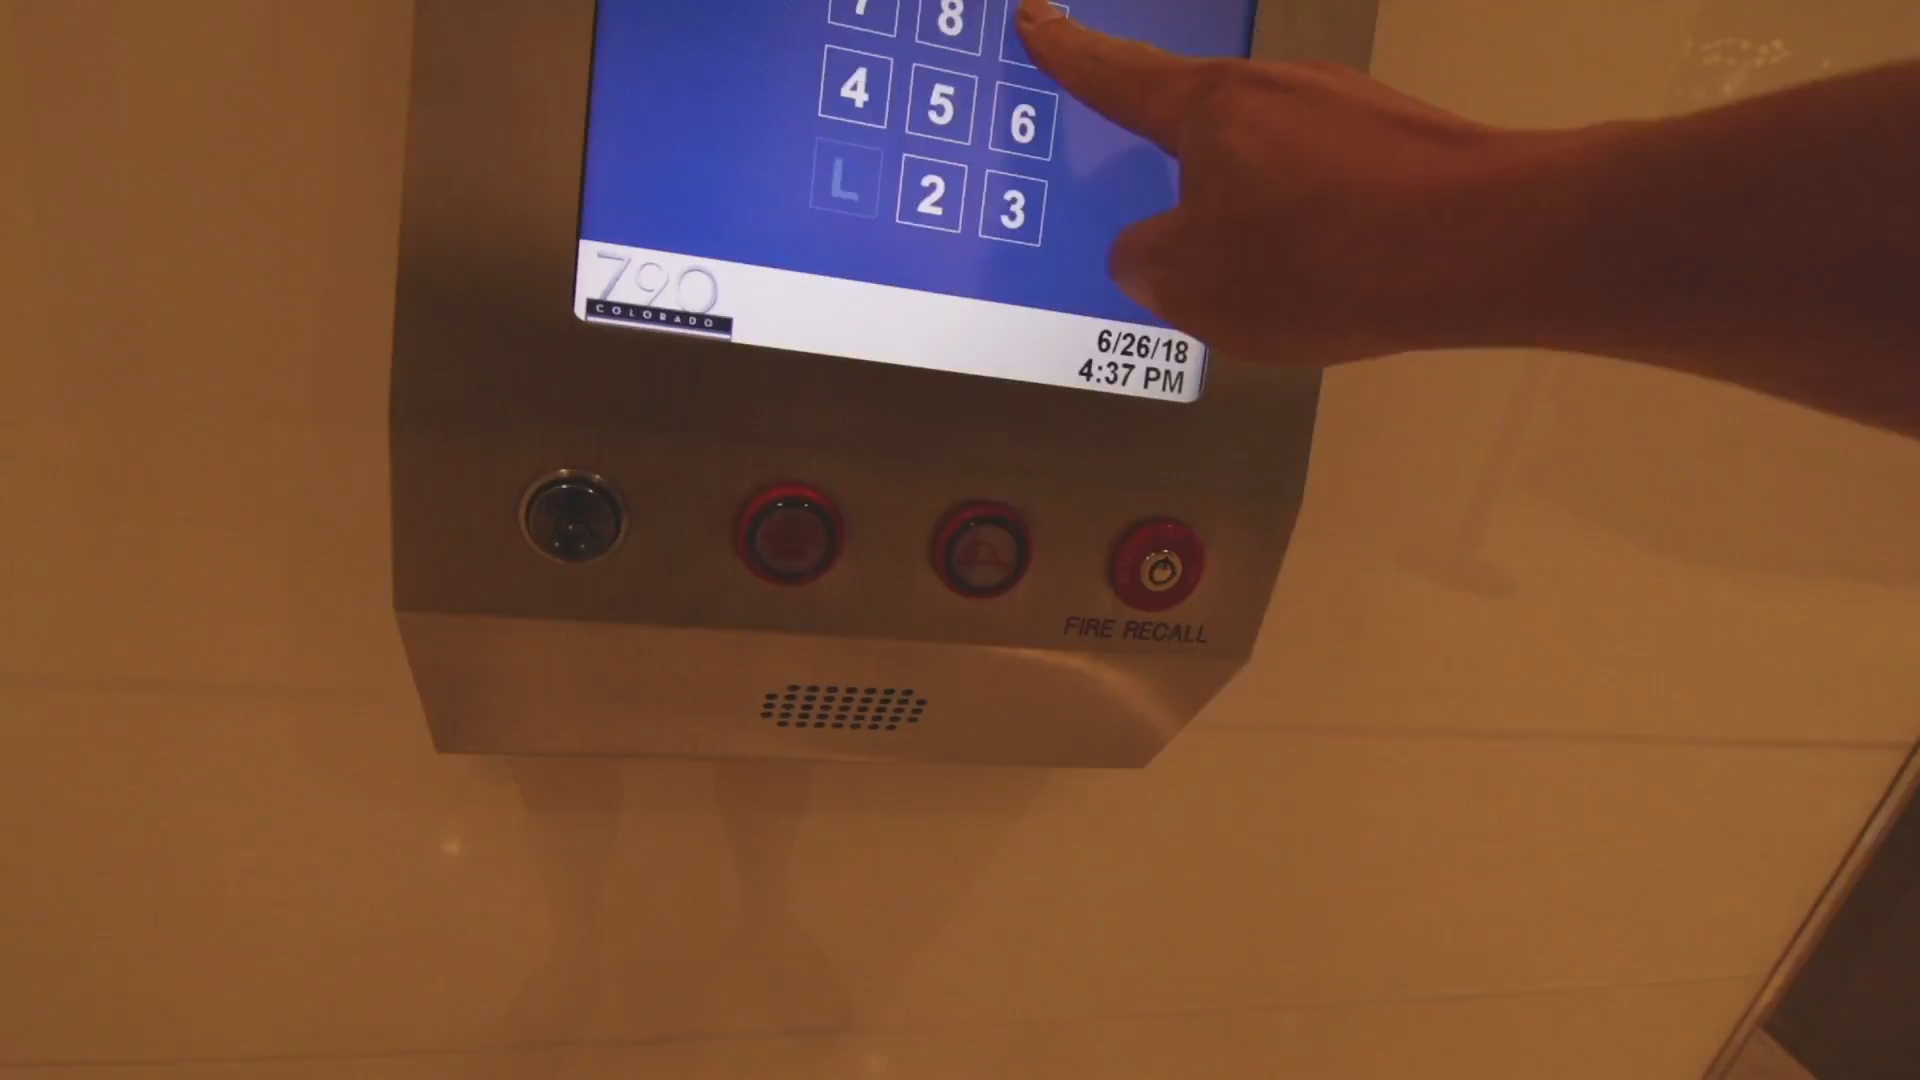 7 8
4 5 6
L 2 3
790
COLORADO
6/26/18
4:37 PM
FIRE RECALL